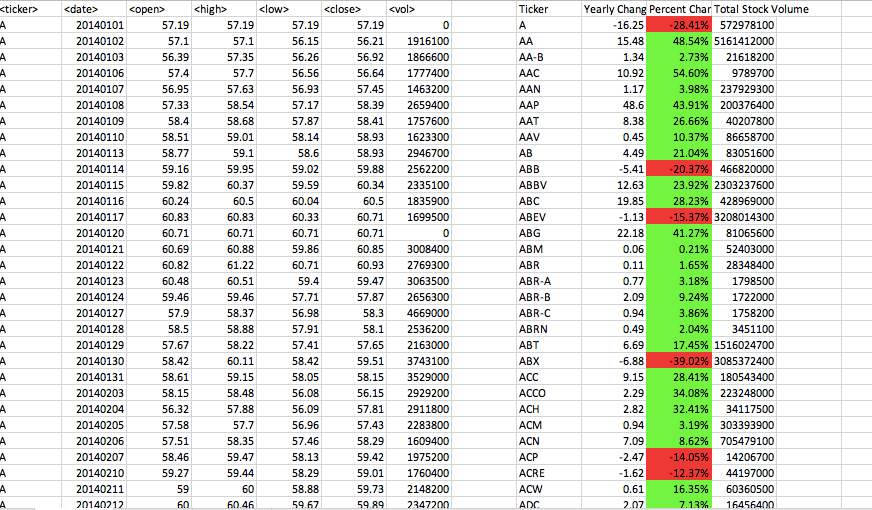 <ticker> <date> <open> <high> <low> <close> <vol> Ticker Yearly Chang Percent Char Total Stock Volume
A 20140101 57.19 57.19 57.19 57.19 0 A -16.25 -28.41% 572978100
A 20140102 57.1 57.1 56.15 56.21 1916100 AA 15.48 48.54% 5161412000
A 20140103 56.39 57.35 56.26 56.92 1866600 AA-B 1.34 2.73% 21618200
A 20140106 57.4 57.7 56.56 56.64 1777400 AAC 10.92 54.60% 9789700
A 20140107 56.95 57.63 56.93 57.45 1463200 AAN 1.17 3.98% 237929300
A 20140108 57.33 58.54 57.17 58.39 2659400 AAP 48.6 43.91% 200376400
A 20140109 58.4 58.68 57.87 58.41 1757600 AAT 8.38 26.66% 40207800
A 20140110 58.51 59.01 58.14 58.93 1623300 AAV 0.45 10.37% 86658700
A 20140113 58.77 59.1 58.6 58.93 2946700 AB 4.49 21.04% 83051600
A 20140114 59.16 59.95 59.02 59.88 2562200 ABB -5.41 -20.37% 466820000
A 20140115 59.82 60.37 59.59 60.34 2335100 ABBV 12.63 23.92% 2303237600
A 20140116 60.24 60.5 60.04 60.5 1835900 ABC 19.85 28.23% 428969000
A 20140117 60.83 60.83 60.33 60.71 1699500 ABEV -1.13 -15.37% 3208014300
A 20140120 60.71 60.71 60.71 60.71 0 ABG 22.18 41.27% 81065600
A 20140121 60.69 60.88 59.86 60.85 3008400 ABM 0.06 0.21% 52403000
A 20140122 60.82 61.22 60.71 60.93 2769300 ABR 0.11 1.65% 28348400
A 20140123 60.48 60.51 59.4 59.47 3063500 ABR-A 0.77 3.18% 1798500
A 20140124 59.46 59.46 57.71 57.87 2656300 ABR-B 2.09 9.24% 1722000
A 20140127 57.9 58.37 56.98 58.3 4669000 ABR-C 0.94 3.86% 1758200
A 20140128 58.5 58.88 57.91 58.1 2536200 ABRN 0.49 2.04% 3451100
A 20140129 57.67 58.22 57.41 57.65 2163000 ABT 6.69 17.45% 1516024700
A 20140130 58.42 60.11 58.42 59.51 3743100 ABX -6.88 -39.02% 3085372400
A 20140131 58.61 59.15 58.05 58.15 3529000 ACC 9.15 28.41% 180543400
A 20140203 58.15 58.48 56.08 56.15 2929200 ACCO 2.29 34.08% 223248000
A 20140204 56.32 57.88 56.09 57.81 2911800 ACH 2.82 32.41% 34117500
A 20140205 57.58 57.7 56.96 57.43 2283800 ACM 0.94 3.19% 303393900
A 20140206 57.51 58.35 57.46 58.29 1609400 ACN 7.09 8.62% 705479100
A 20140207 58.46 59.47 58.13 59.42 1975200 ACP -2.47 -14.05% 14206700
A 20140210 59.27 59.44 58.29 59.01 1760400 ACRE -1.62 -12.37% 44197000
A 20140211 59 60 58.88 59.73 2148200 ACW 0.61 16.35% 60360500
A 20140212 60 60.46 59.67 59.89 2347200 ADC 2.07 7.13% 16456400